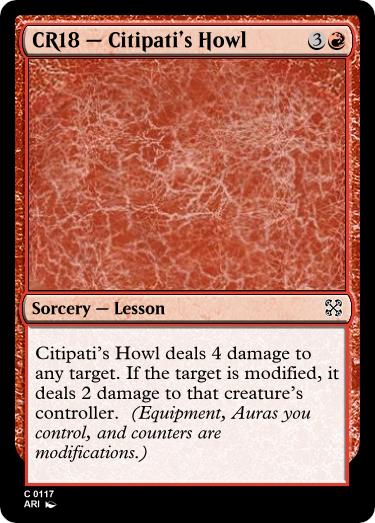 CR18 — Citipati's Howl 3
Sorcery — Lesson
Citipati's Howl deals 4 damage to
any target. If the target is modified, it
deals 2 damage to that creature's
controller. (Equipment, Auras you
control, and counters are
modifications.)
C 0117
ARI